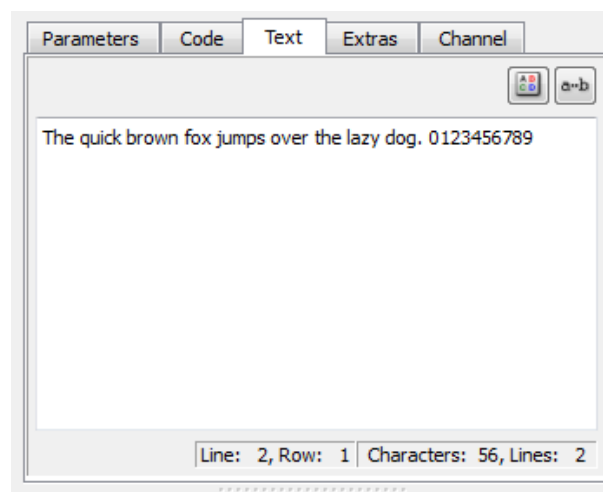 Parameters Code Text Extras Channel
A D C D a··b
The quick brown fox jumps over the lazy dog. 0123456789
Line: 2, Row: 1 Characters: 56, Lines: 2